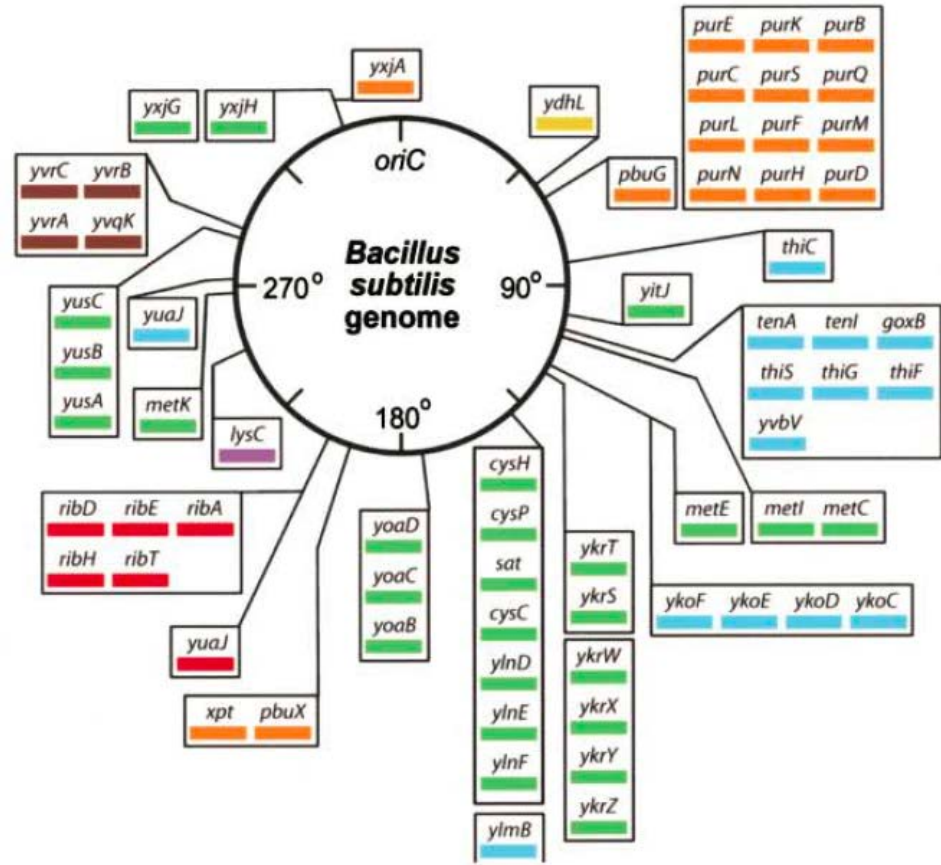 yxjA
yxjG yxjH
ydhL
purE purK purB
purC purS purQ
purL purF purM
purN purH purD
pbuG
oriC
yvrC yvrB
yvrA yvqK
Bacillus
subtilis
genome
270° 90°
180°
thiC
yitJ
yusC
yusB
yusA
yuaJ
metK
lysC
tenA tenI goxB
thiS thiG thiF
yvbV
metE
metI metC
ribD ribE ribA
ribH ribT
yuaJ
xpt pbuX
yoaD
yoaC
yoaB
cysH
cysP
sat
cysC
ylnD
ylnE
ylnF
ylmB
ykrT
ykrS
ykrW
ykrX
ykrY
ykrZ
ykoF ykoE ykoD ykoC